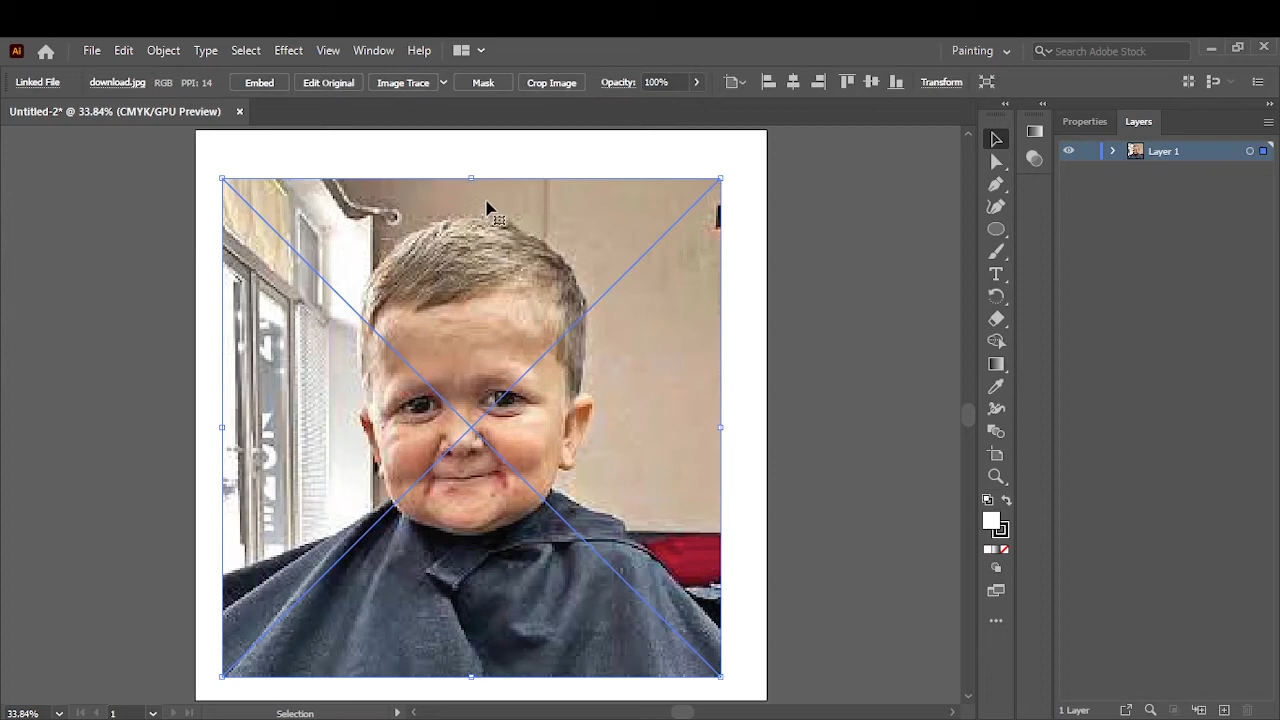 Ai File Edit Object Type Select Effect View Window Help Painting Search Adobe Stock
Linked File download.jpg RGB PPI: 14 Embed Edit Original Image Trace Mask Crop Image Opacity: 100% Transform
Untitled-2* @ 33.84% (CMYK/GPU Preview)
Properties Layers
Layer 1
33.84% 1 Selection 1 Layer